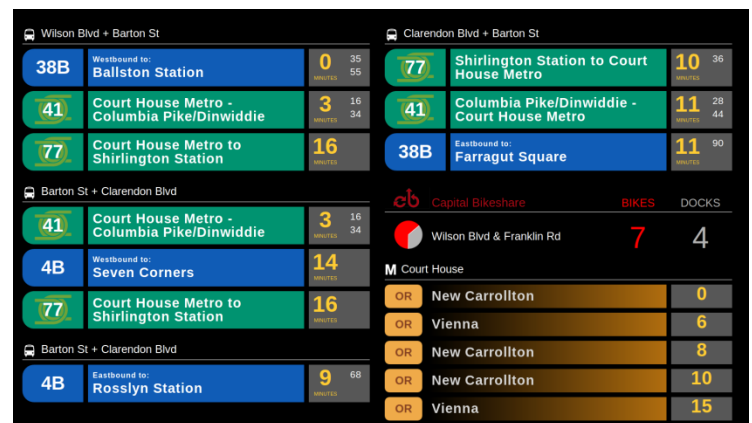 Wilson Blvd + Barton St
38B
Westbound to:
Ballston Station
0
MINUTES
35
55
41
Court House Metro -
Columbia Pike/Dinwiddie
3
MINUTES
16
34
77
Court House Metro to
Shirlington Station
16
MINUTES
Barton St + Clarendon Blvd
41
Court House Metro -
Columbia Pike/Dinwiddie
3
MINUTES
16
34
4B
Westbound to:
Seven Corners
14
MINUTES
77
Court House Metro to
Shirlington Station
16
MINUTES
Barton St + Clarendon Blvd
4B
Eastbound to:
Rosslyn Station
9
MINUTES
68
Clarendon Blvd + Barton St
77
Shirlington Station to Court
House Metro
10
MINUTES
36
41
Columbia Pike/Dinwiddie -
Court House Metro
11
MINUTES
28
44
38B
Eastbound to:
Farragut Square
11
MINUTES
90
Capital Bikeshare BIKES DOCKS
Wilson Blvd & Franklin Rd 7 4
M Court House
OR New Carrollton 0
OR Vienna 6
OR New Carrollton 8
OR New Carrollton 10
OR Vienna 15